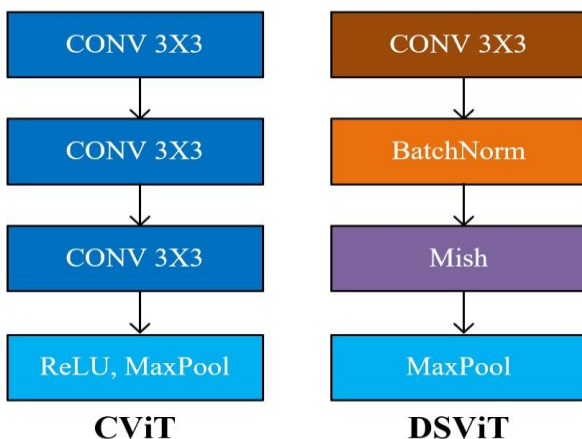 CONV 3X3
CONV 3X3
CONV 3X3
ReLU, MaxPool
CViT
CONV 3X3
BatchNorm
Mish
MaxPool
DSViT